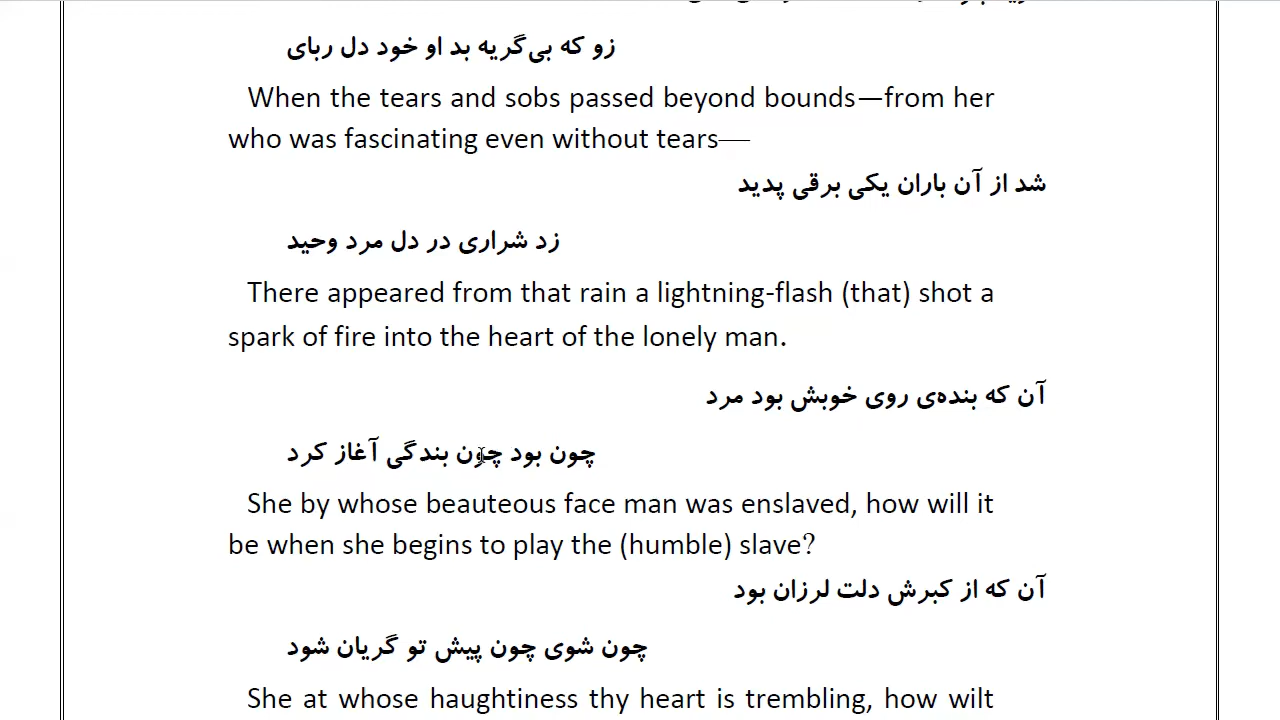 زو که بی‌گریه بد او خود دل ربای
When the tears and sobs passed beyond bounds—from her
who was fascinating even without tears—
شد از آن باران یکی برقی پدید
زد شراری در دل مرد وحید
There appeared from that rain a lightning-flash (that) shot a
spark of fire into the heart of the lonely man.
آن که بنده‌ی روی خوبش بود مرد
چون بود چون بندگی آغاز کرد
She by whose beauteous face man was enslaved, how will it
be when she begins to play the (humble) slave?
آن که از کبرش دلت لرزان بود
چون شوی چون پیش تو گریان شود
She at whose haughtiness thy heart is trembling, how wilt